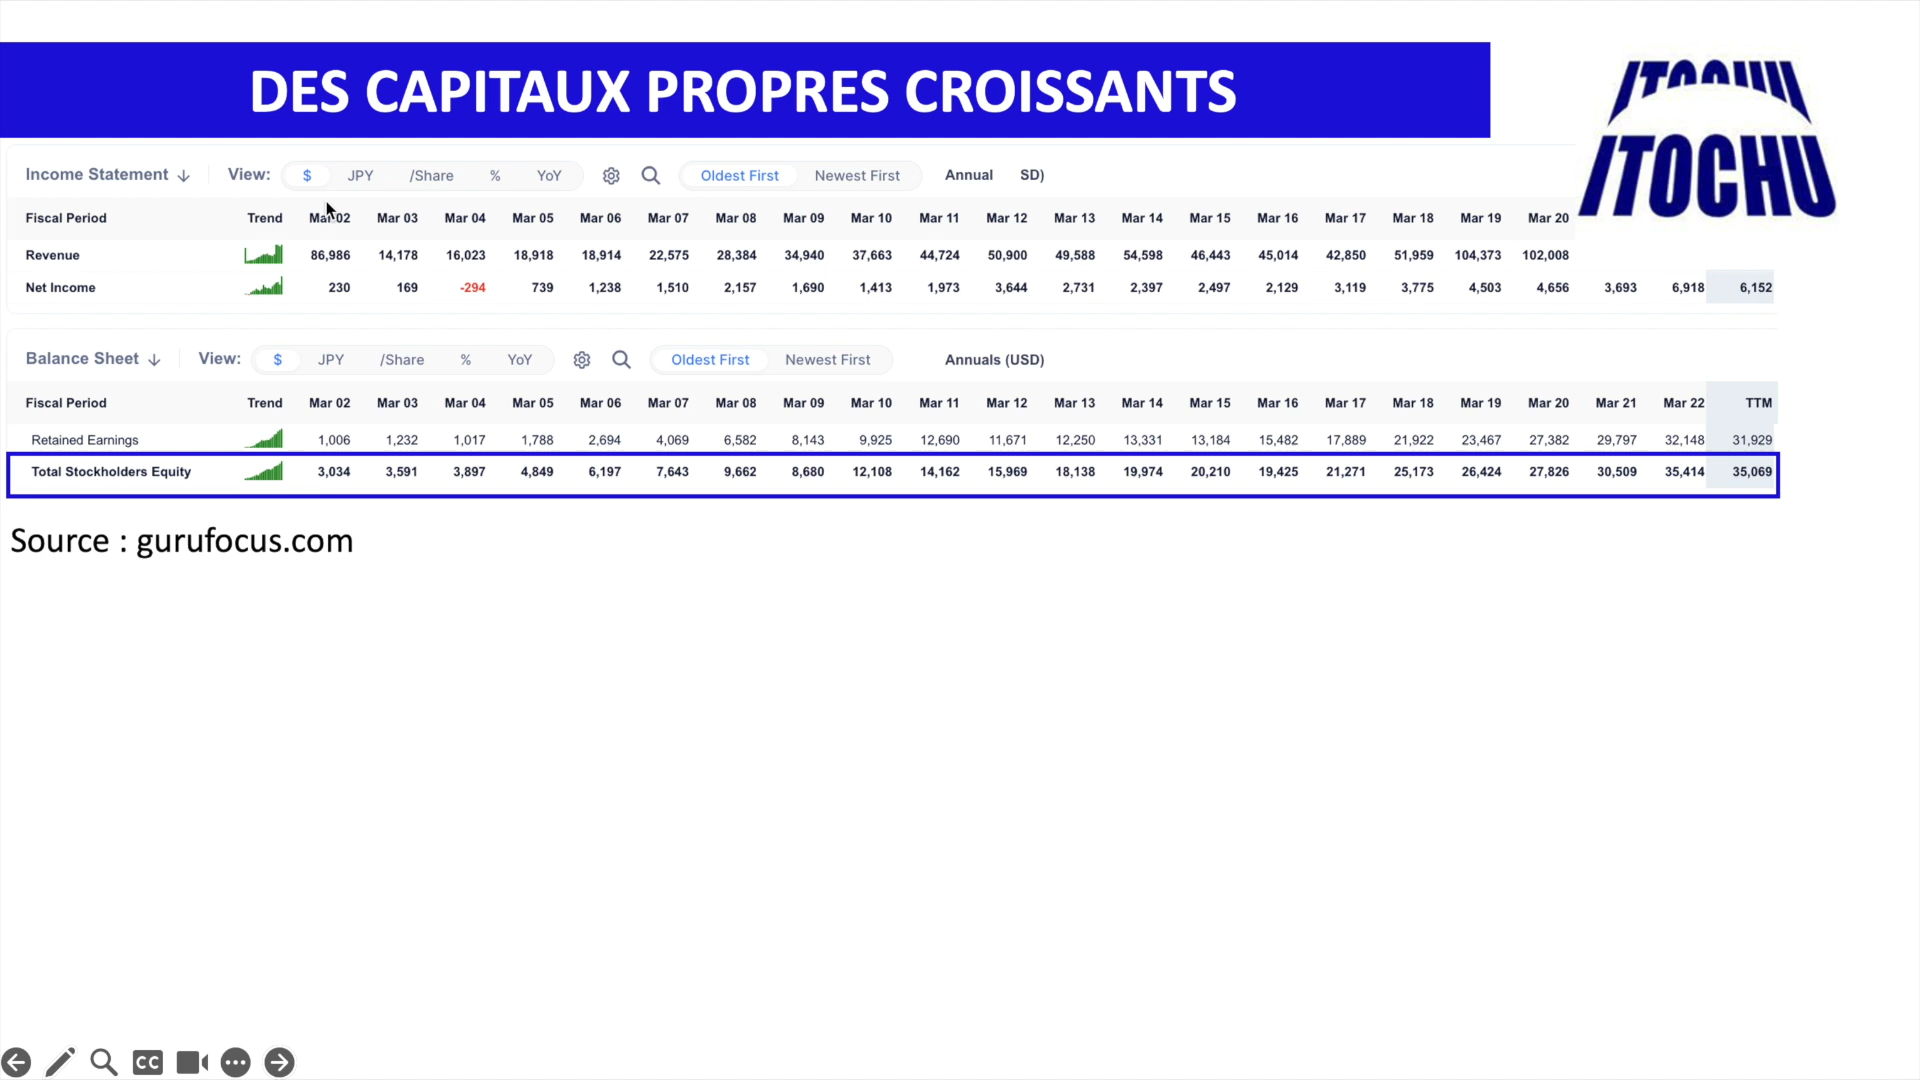 DES CAPITAUX PROPRES CROISSANTS
ITOCHU
ITOCHU
Income Statement ↓ View: $ JPY /Share % YoY Oldest First Newest First Annual SD)
Fiscal Period Trend Mar 02 Mar 03 Mar 04 Mar 05 Mar 06 Mar 07 Mar 08 Mar 09 Mar 10 Mar 11 Mar 12 Mar 13 Mar 14 Mar 15 Mar 16 Mar 17 Mar 18 Mar 19 Mar 20
Revenue 86,986 14,178 16,023 18,918 18,914 22,575 28,384 34,940 37,663 44,724 50,900 49,588 54,598 46,443 45,014 42,850 51,959 104,373 102,008
Net Income 230 169 -294 739 1,238 1,510 2,157 1,690 1,413 1,973 3,644 2,731 2,397 2,497 2,129 3,119 3,775 4,503 4,656 3,693 6,918 6,152
Balance Sheet ↓ View: $ JPY /Share % YoY Oldest First Newest First Annuals (USD)
Fiscal Period Trend Mar 02 Mar 03 Mar 04 Mar 05 Mar 06 Mar 07 Mar 08 Mar 09 Mar 10 Mar 11 Mar 12 Mar 13 Mar 14 Mar 15 Mar 16 Mar 17 Mar 18 Mar 19 Mar 20 Mar 21 Mar 22 TTM
Retained Earnings 1,006 1,232 1,017 1,788 2,694 4,069 6,582 8,143 9,925 12,690 11,671 12,250 13,331 13,184 15,482 17,889 21,922 23,467 27,382 29,797 32,148 31,929
Total Stockholders Equity 3,034 3,591 3,897 4,849 6,197 7,643 9,662 8,680 12,108 14,162 15,969 18,138 19,974 20,210 19,425 21,271 25,173 26,424 27,826 30,509 35,414 35,069
Source : gurufocus.com
CC